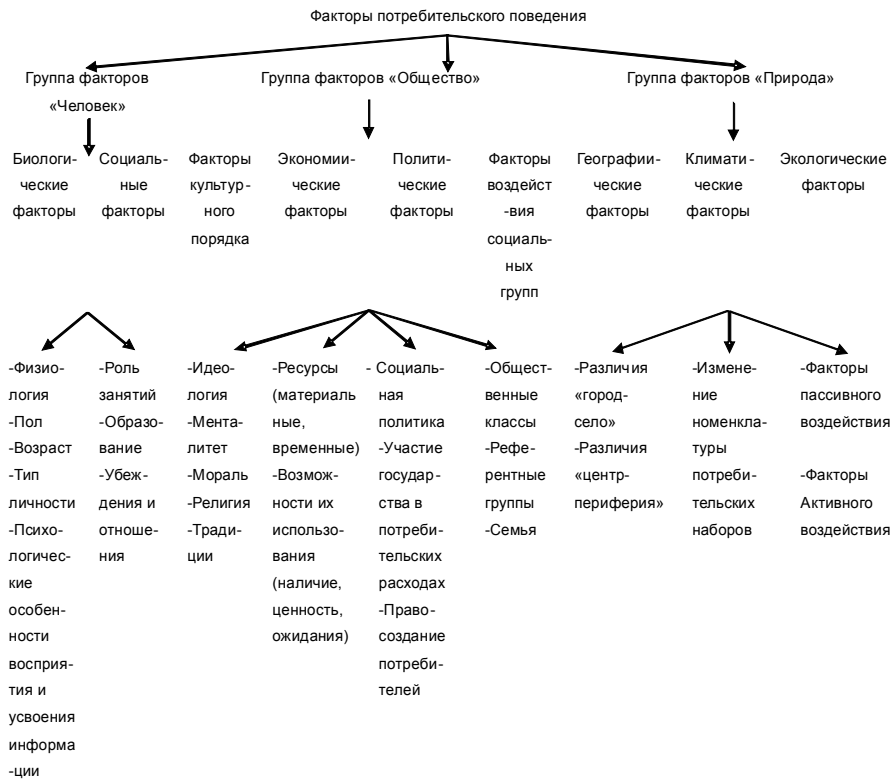 Факторы потребительского поведения
Группа факторов
«Человек»
Группа факторов «Общество»
Группа факторов «Природа»
Биологи-
ческие
факторы
Социаль-
ные
факторы
Факторы
культур-
ного
порядка
Экономии-
ческие
факторы
Полити-
ческие
факторы
Факторы
воздейст
-вия
социаль-
ных
групп
Географии-
ческие
факторы
Климати-
ческие
факторы
Экологические
факторы
-Физио-
логия
-Пол
-Возраст
-Тип
личности
-Психо-
логичес-
кие
особен-
ности
восприя-
тия и
усвоения
информа
-ции
-Роль
занятий
-Образо-
вание
-Убеж-
дения и
отноше-
ния
-Идео-
логия
-Мента-
литет
-Мораль
-Религия
-Тради-
ции
-Ресурсы
(материаль
ные,
временные)
-Возмож-
ности их
использо-
вания
(наличие,
ценность,
ожидания)
- Социаль-
ная
политика
-Участие
государ-
ства в
потреби-
тельских
расходах
-Право-
создание
потреби-
телей
-Общест-
венные
классы
-Рефе-
рентные
группы
-Семья
-Различия
«город-
село»
-Различия
«центр-
периферия»
-Измене-
ние
номенкла-
туры
потреби-
тельских
наборов
-Факторы
пассивного
воздействия
-Факторы
Активного
воздействия